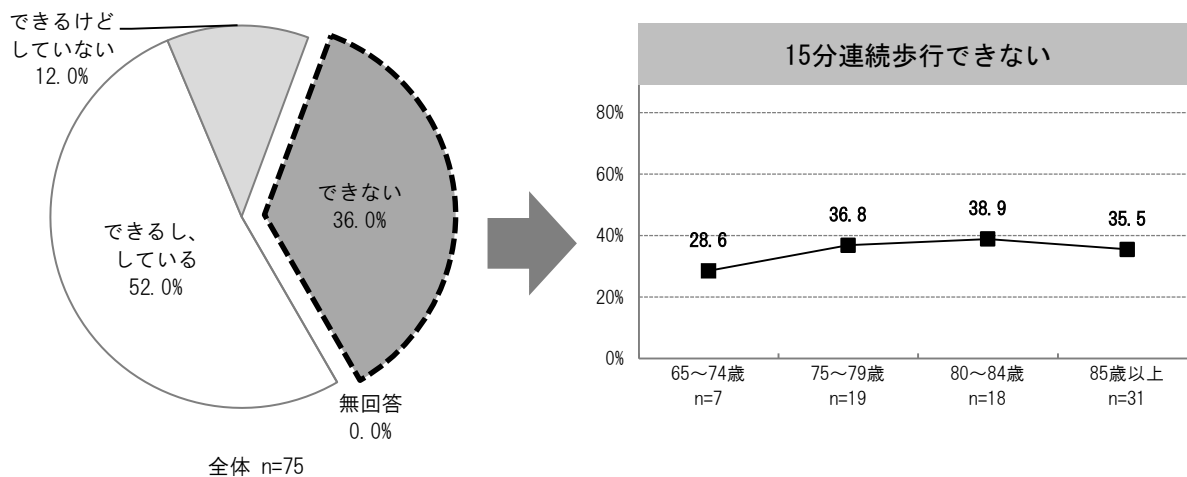 できるけど
していない
12.0%
できない
36.0%
できるし、
している
52.0%
無回答
0.0%
全体 n=75
15分連続歩行できない
80%
60%
40%
20%
0%
28.6
36.8
38.9
35.5
65～74歳
n=7
75～79歳
n=19
80～84歳
n=18
85歳以上
n=31